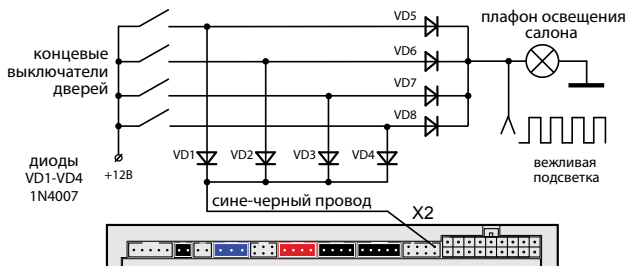 VD5
плафон освещения
салона
концевые
выключатели
дверей
VD6
VD7
VD8
диоды
VD1-VD4
1N4007
+12В
VD1
VD2
VD3
VD4
вежливая
подсветка
сине-черный провод
X2